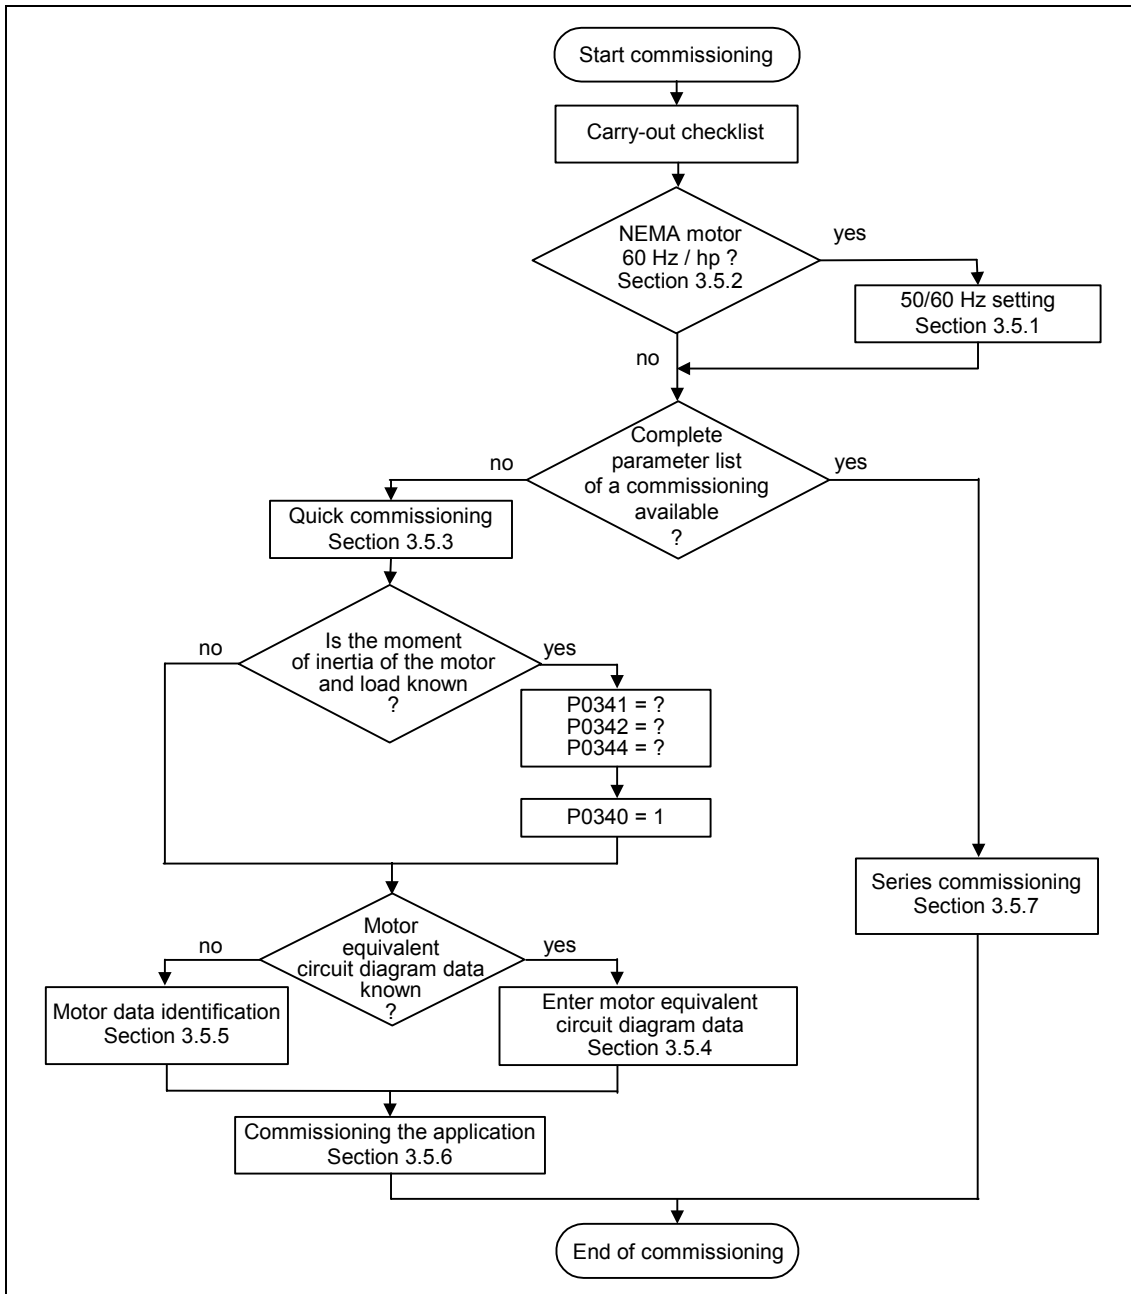 Start commissioning
Carry-out checklist
NEMA motor
60 Hz / hp ?
Section 3.5.2
yes
50/60 Hz setting
Section 3.5.1
no
Complete
parameter list
of a commissioning
available
?
no
yes
Quick commissioning
Section 3.5.3
Is the moment
of inertia of the motor
and load known
?
no
yes
P0341 = ?
P0342 = ?
P0344 = ?
P0340 = 1
Series commissioning
Section 3.5.7
Motor
equivalent
circuit diagram data
known
?
no
yes
Motor data identification
Section 3.5.5
Enter motor equivalent
circuit diagram data
Section 3.5.4
Commissioning the application
Section 3.5.6
End of commissioning